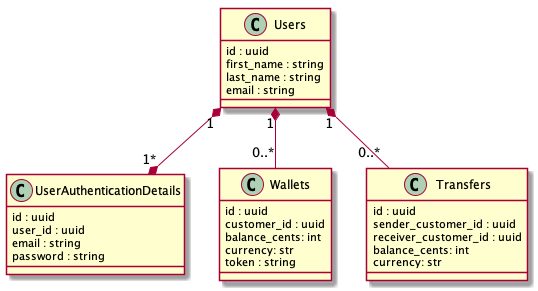 C Users
id : uuid
first_name : string
last_name : string
email : string
1 1 1
1* 0..* 0..*
C UserAuthenticationDetails
id : uuid
user_id : uuid
email : string
password : string
C Wallets
id : uuid
customer_id : uuid
balance_cents: int
currency: str
token : string
C Transfers
id : uuid
sender_customer_id : uuid
receiver_customer_id : uuid
balance_cents: int
currency: str